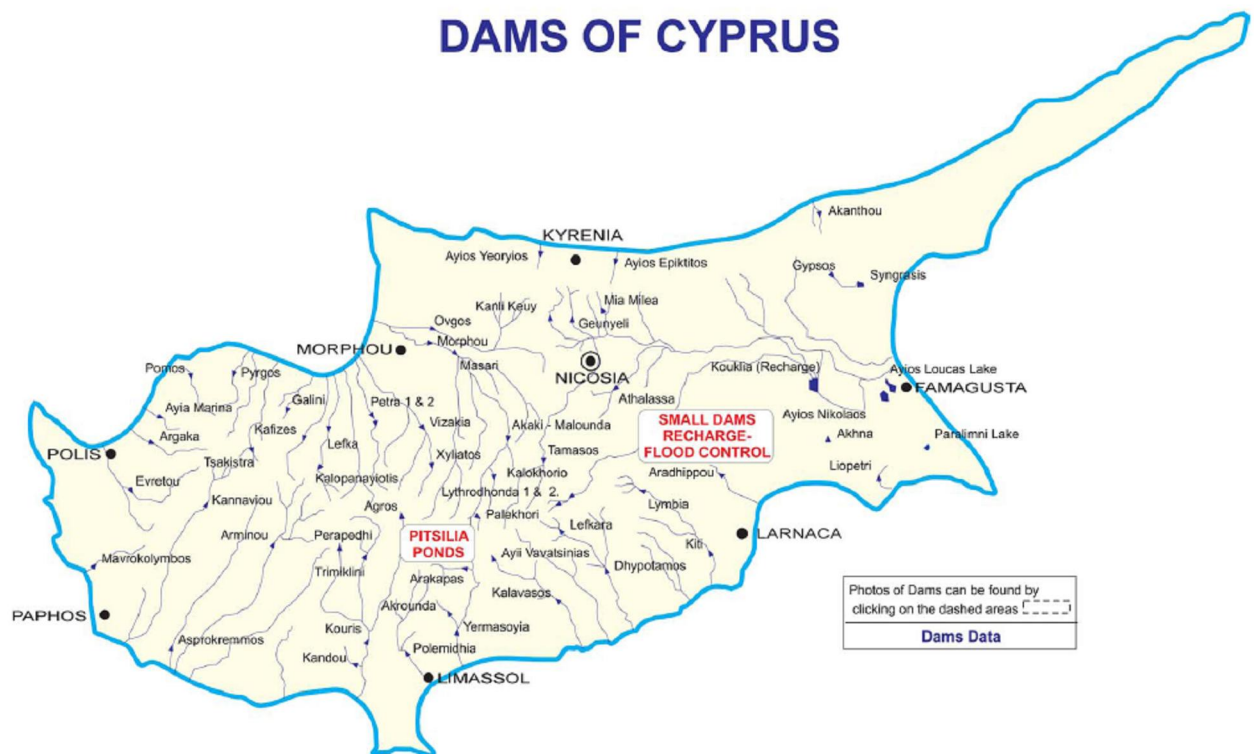 DAMS OF CYPRUS
Akanthou
KYRENIA
Ayios Yeoryios
Ayios Epiktitos
Gypsos
Syngrasis
Kanli Keuy
Mia Milea
Ovgos
Geunyeli
MORPHOU
Morphou
Masari
NICOSIA
Kouklia (Recharge)
Ayios Loucas Lake
FAMAGUSTA
Pomos
Pyrgos
Ayia Marina
Galini
Petra 1 & 2
Athalassa
Ayios Nikolaos
Argaka
Kafizes
Vizakia
Akaki - Malounda
SMALL DAMS
RECHARGE-
FLOOD CONTROL
Akhna
Paralimni Lake
POLIS
Tsakistra
Lefka
Xyliatos
Tamasos
Liopetri
Evretou
Kalopanayiotis
Kalokhorio
Aradhippou
Kannaviou
Agros
Lythrodhonda 1 & 2.
Lymbia
Palekhori
Lefkara
Arminou
Perapedhi
PITSILIA
PONDS
Kiti
LARNACA
Mavrokolymbos
Trimiklini
Ayii Vavatsinias
Dhypotamos
Arakapas
Kalavasos
Akrounda
PAPHOS
Kouris
Yermasoyia
Asprokremmos
Kandou
Polemidhia
LIMASSOL
Photos of Dams can be found by
clicking on the dashed areas
Dams Data